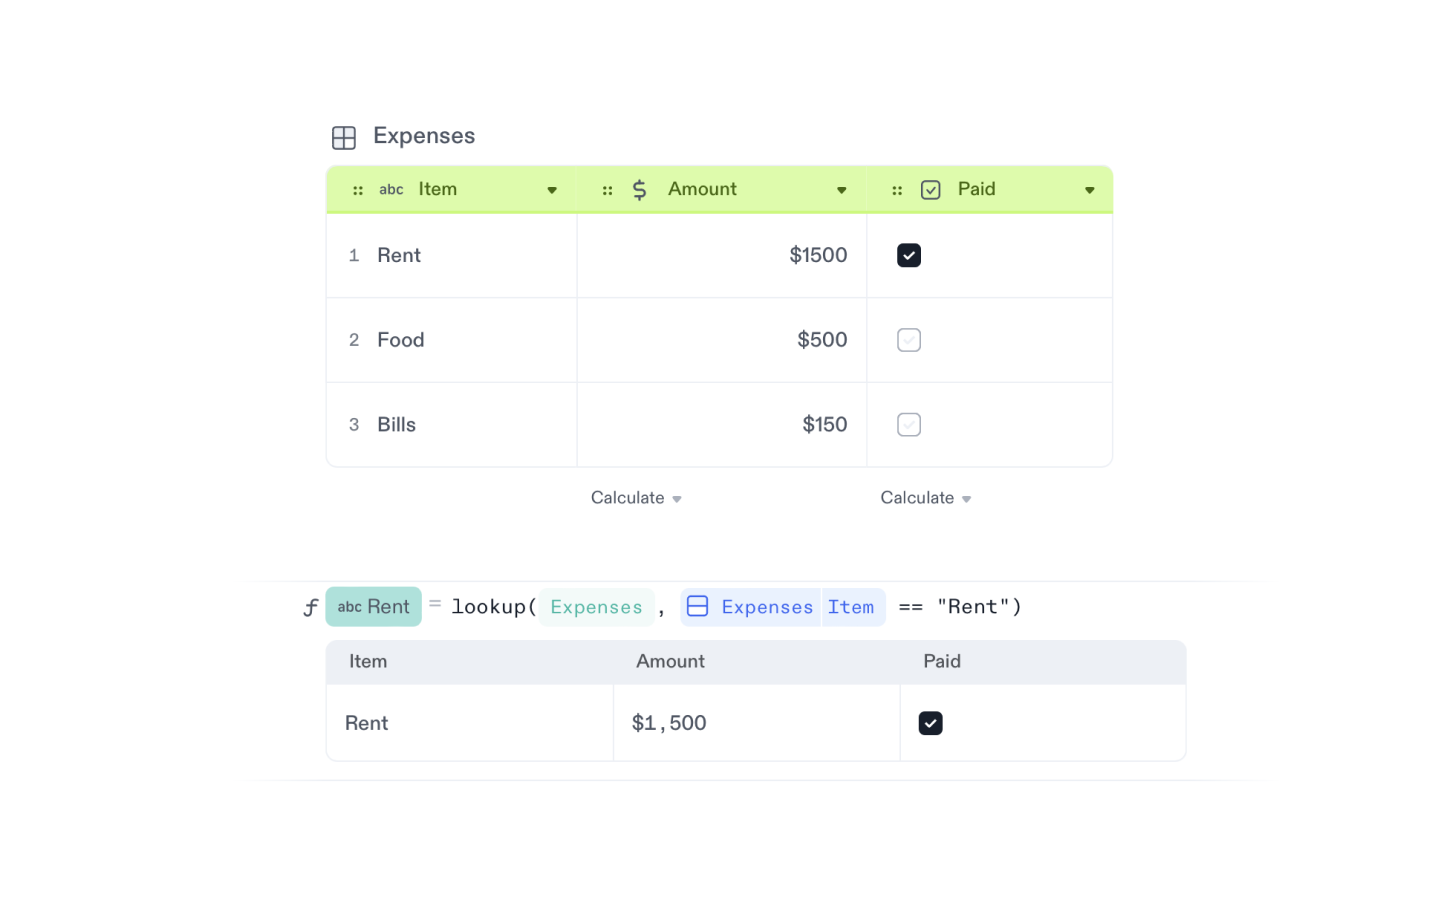 Expenses
abc Item $ Amount Paid
1 Rent $1500
2 Food $500
3 Bills $150
Calculate Calculate
f abc Rent = lookup( Expenses , Expenses Item == "Rent")
Item Amount Paid
Rent $1,500